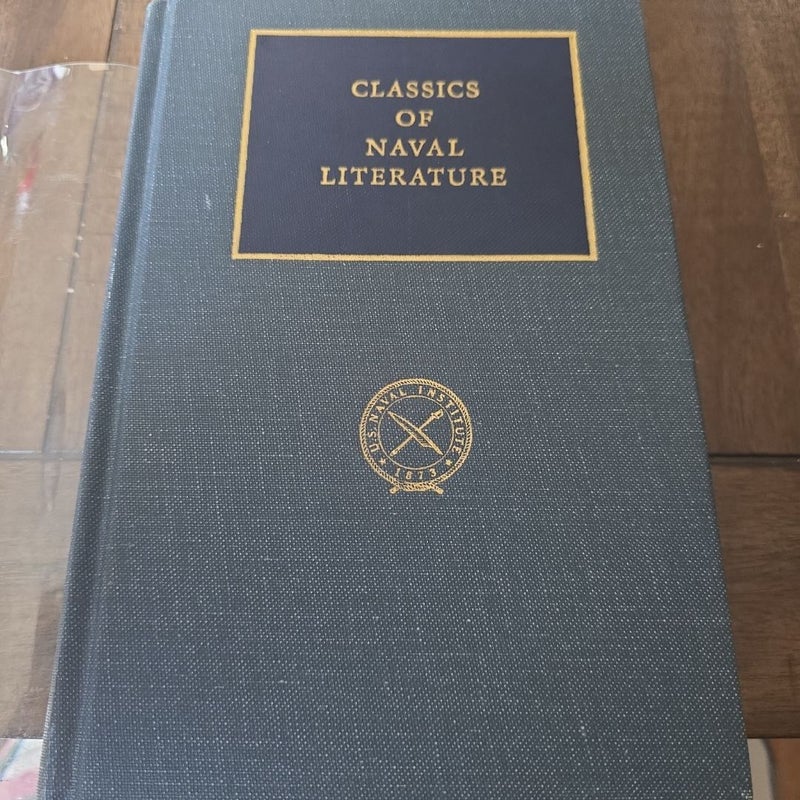 CLASSICS
OF
NAVAL
LITERATURE
U.S. NAVAL INSTITUTE
1873